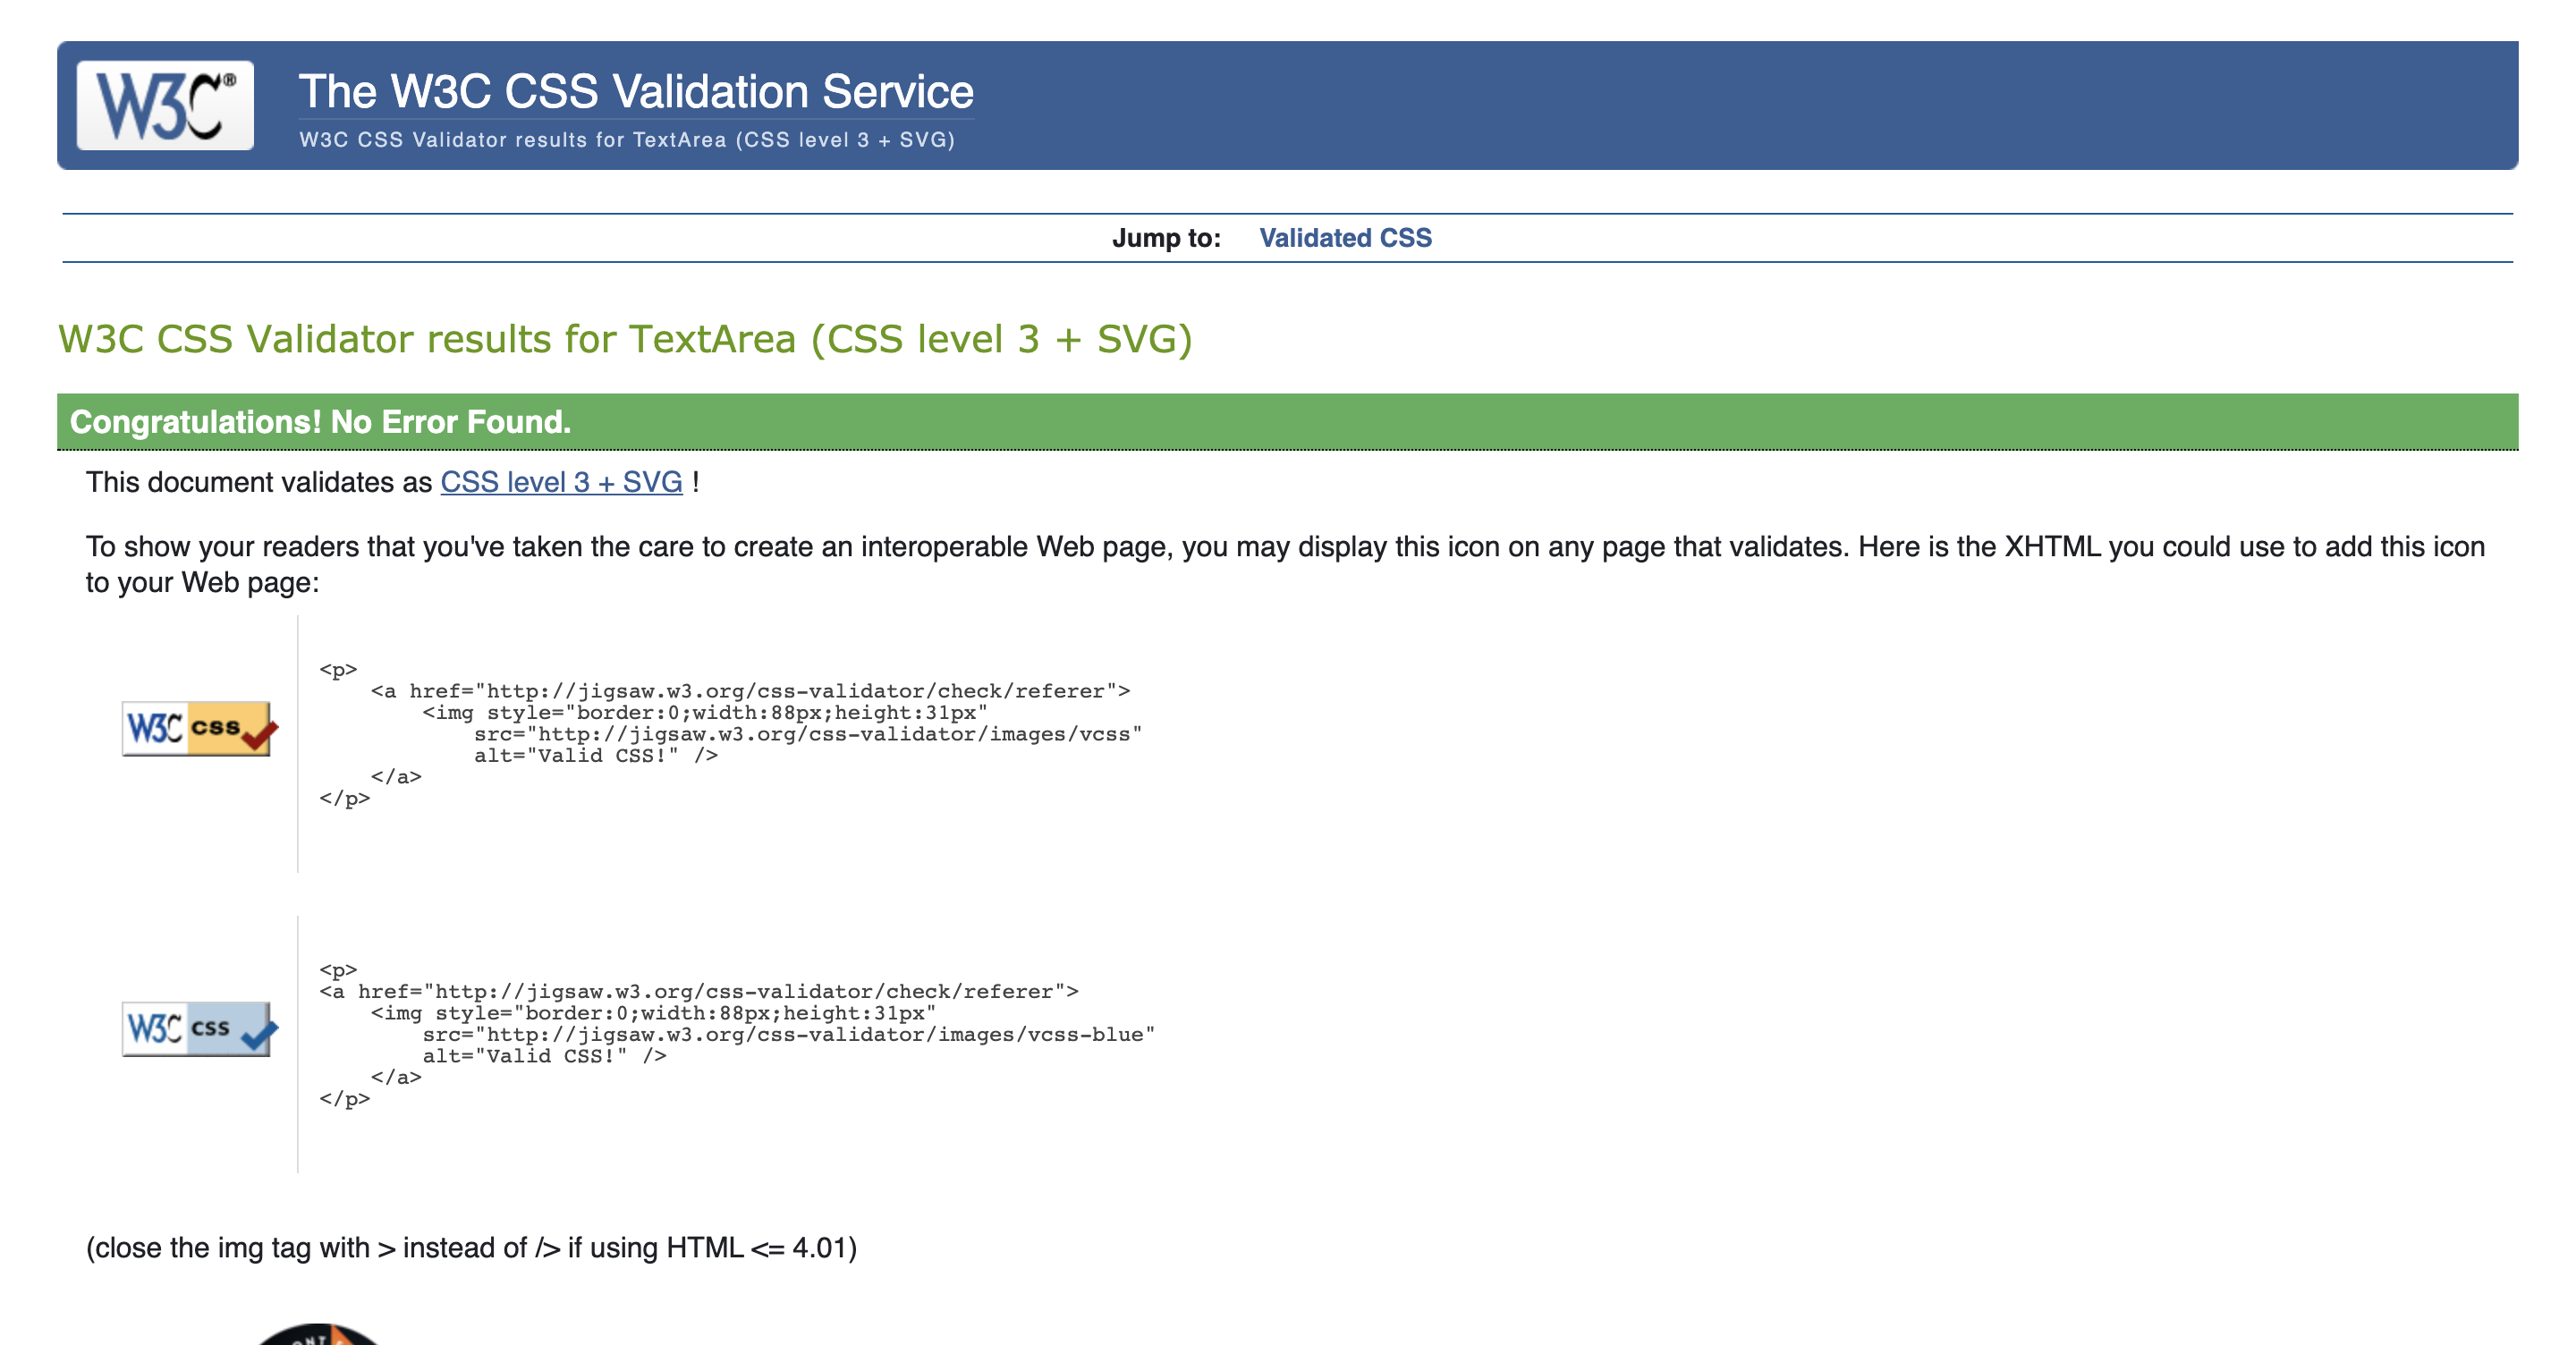 W3C®
The W3C CSS Validation Service
W3C CSS Validator results for TextArea (CSS level 3 + SVG)
Jump to: Validated CSS
W3C CSS Validator results for TextArea (CSS level 3 + SVG)
Congratulations! No Error Found.
This document validates as CSS level 3 + SVG !
To show your readers that you've taken the care to create an interoperable Web page, you may display this icon on any page that validates. Here is the XHTML you could use to add this icon
to your Web page:
W3C css
<p>
    <a href="http://jigsaw.w3.org/css-validator/check/referer">
        <img style="border:0;width:88px;height:31px"
            src="http://jigsaw.w3.org/css-validator/images/vcss"
            alt="Valid CSS!" />
    </a>
</p>
W3C css
<p>
<a href="http://jigsaw.w3.org/css-validator/check/referer">
    <img style="border:0;width:88px;height:31px"
        src="http://jigsaw.w3.org/css-validator/images/vcss-blue"
        alt="Valid CSS!" />
    </a>
</p>
(close the img tag with > instead of /> if using HTML <= 4.01)